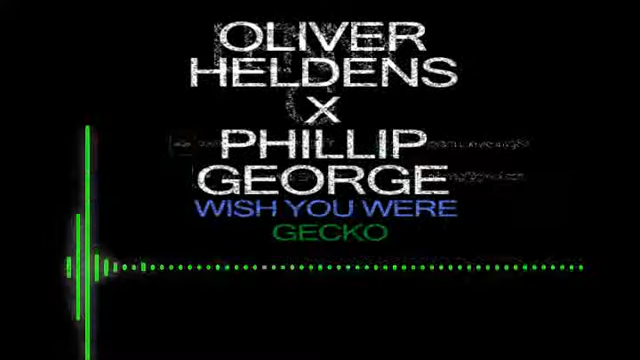 OLIVER
HELDENS
X
PHILLIP
GEORGE
WISH YOU WERE
GECKO